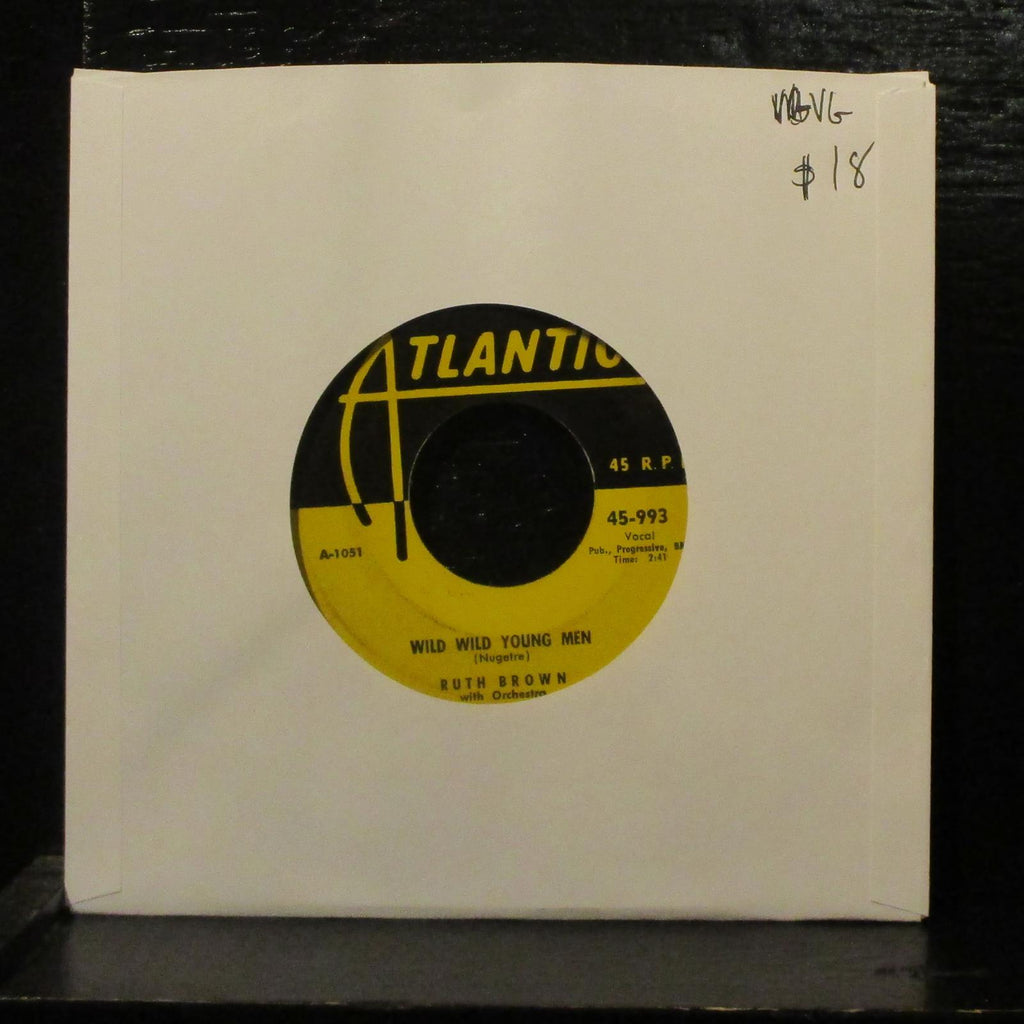 VG
$18
ATLANTIC
45 R.P.
45-993
Vocal
Pub., Progressive, BM
Time: 2:41
A-1051
WILD WILD YOUNG MEN
(Nugetre)
RUTH BROWN
with Orchestra